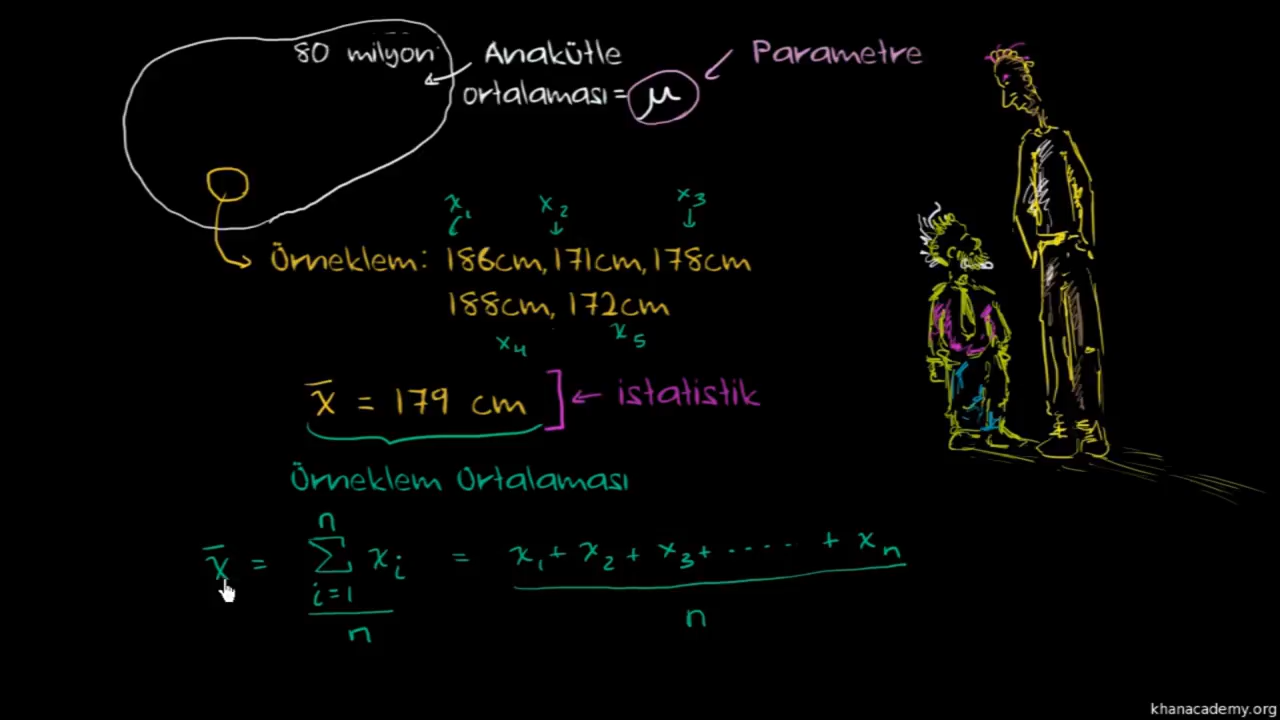 80 milyon
Anakütle
ortalaması = μ
Parametre
x₁ x₂ x₃
Örneklem: 186cm, 171cm, 178cm
188cm, 172cm
x₄ x₅
x̄ = 179 cm ] ← istatistik
Örneklem Ortalaması
n
x̄ = Σ xᵢ = x₁ + x₂ + x₃ + ..... + xₙ
i=1
n n
khanacademy.org